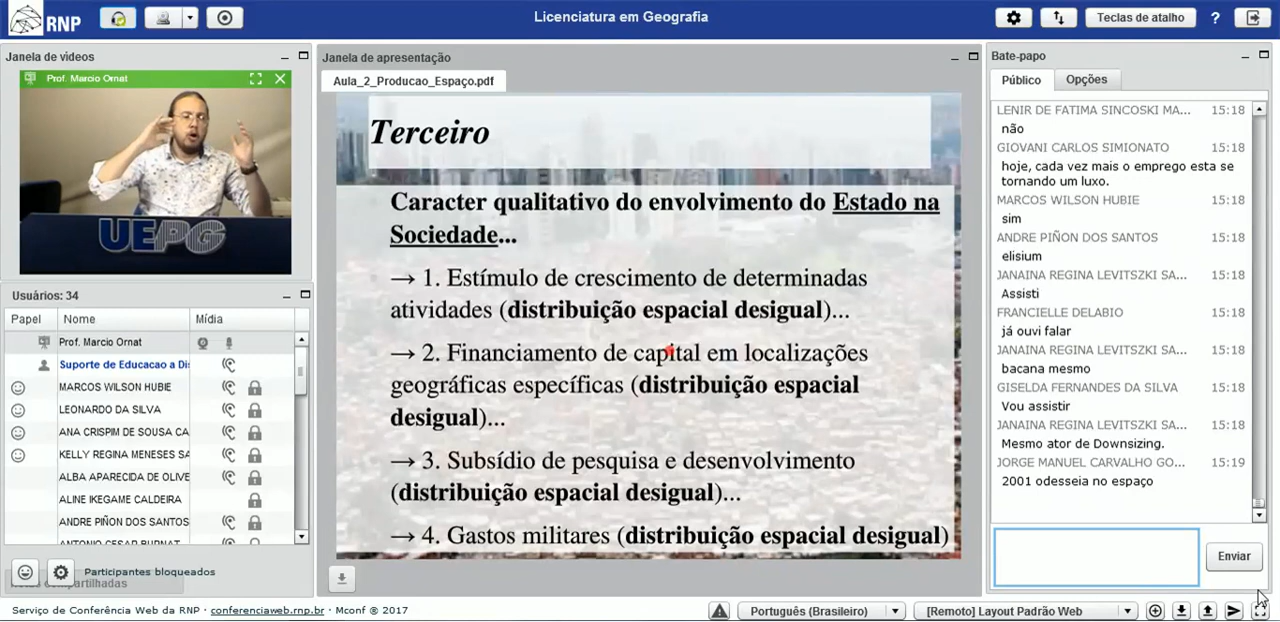 RNP
Licenciatura em Geografia
Teclas de atalho
?
Janela de vídeos
Prof. Marcio Ornat
UEPG
Usuários: 34
Papel Nome Mídia
Prof. Marcio Ornat
Suporte de Educacao a Di
MARCOS WILSON HUBIE
LEONARDO DA SILVA
ANA CRISPIM DE SOUSA CA
KELLY REGINA MENESES SA
ALBA APARECIDA DE OLIVE
ALINE IKEGAME CALDEIRA
ANDRE PIÑON DOS SANTOS
ANTONIO CESAR BURNAT
Participantes bloqueados
Janela de apresentação
Aula_2_Producao_Espaço.pdf
Terceiro
Caracter qualitativo do envolvimento do Estado na
Sociedade...
→ 1. Estímulo de crescimento de determinadas
atividades (distribuição espacial desigual)...
→ 2. Financiamento de capital em localizações
geográficas específicas (distribuição espacial
desigual)...
→ 3. Subsídio de pesquisa e desenvolvimento
(distribuição espacial desigual)...
→ 4. Gastos militares (distribuição espacial desigual)
Bate-papo
Público Opções
LENIR DE FATIMA SINCOSKI MA... 15:18
não
GIOVANI CARLOS SIMIONATO 15:18
hoje, cada vez mais o emprego esta se
tornando um luxo.
MARCOS WILSON HUBIE 15:18
sim
ANDRE PIÑON DOS SANTOS 15:18
elisium
JANAINA REGINA LEVITSZKI SA... 15:18
Assisti
FRANCIELLE DELABIO 15:18
já ouvi falar
JANAINA REGINA LEVITSZKI SA... 15:18
bacana mesmo
GISELDA FERNANDES DA SILVA 15:18
Vou assistir
JANAINA REGINA LEVITSZKI SA... 15:18
Mesmo ator de Downsizing.
JORGE MANUEL CARVALHO GO... 15:19
2001 odesseia no espaço
Enviar
Serviço de Conferência Web da RNP · conferenciaweb.rnp.br · Mconf ® 2017
Português (Brasileiro)
[Remoto] Layout Padrão Web